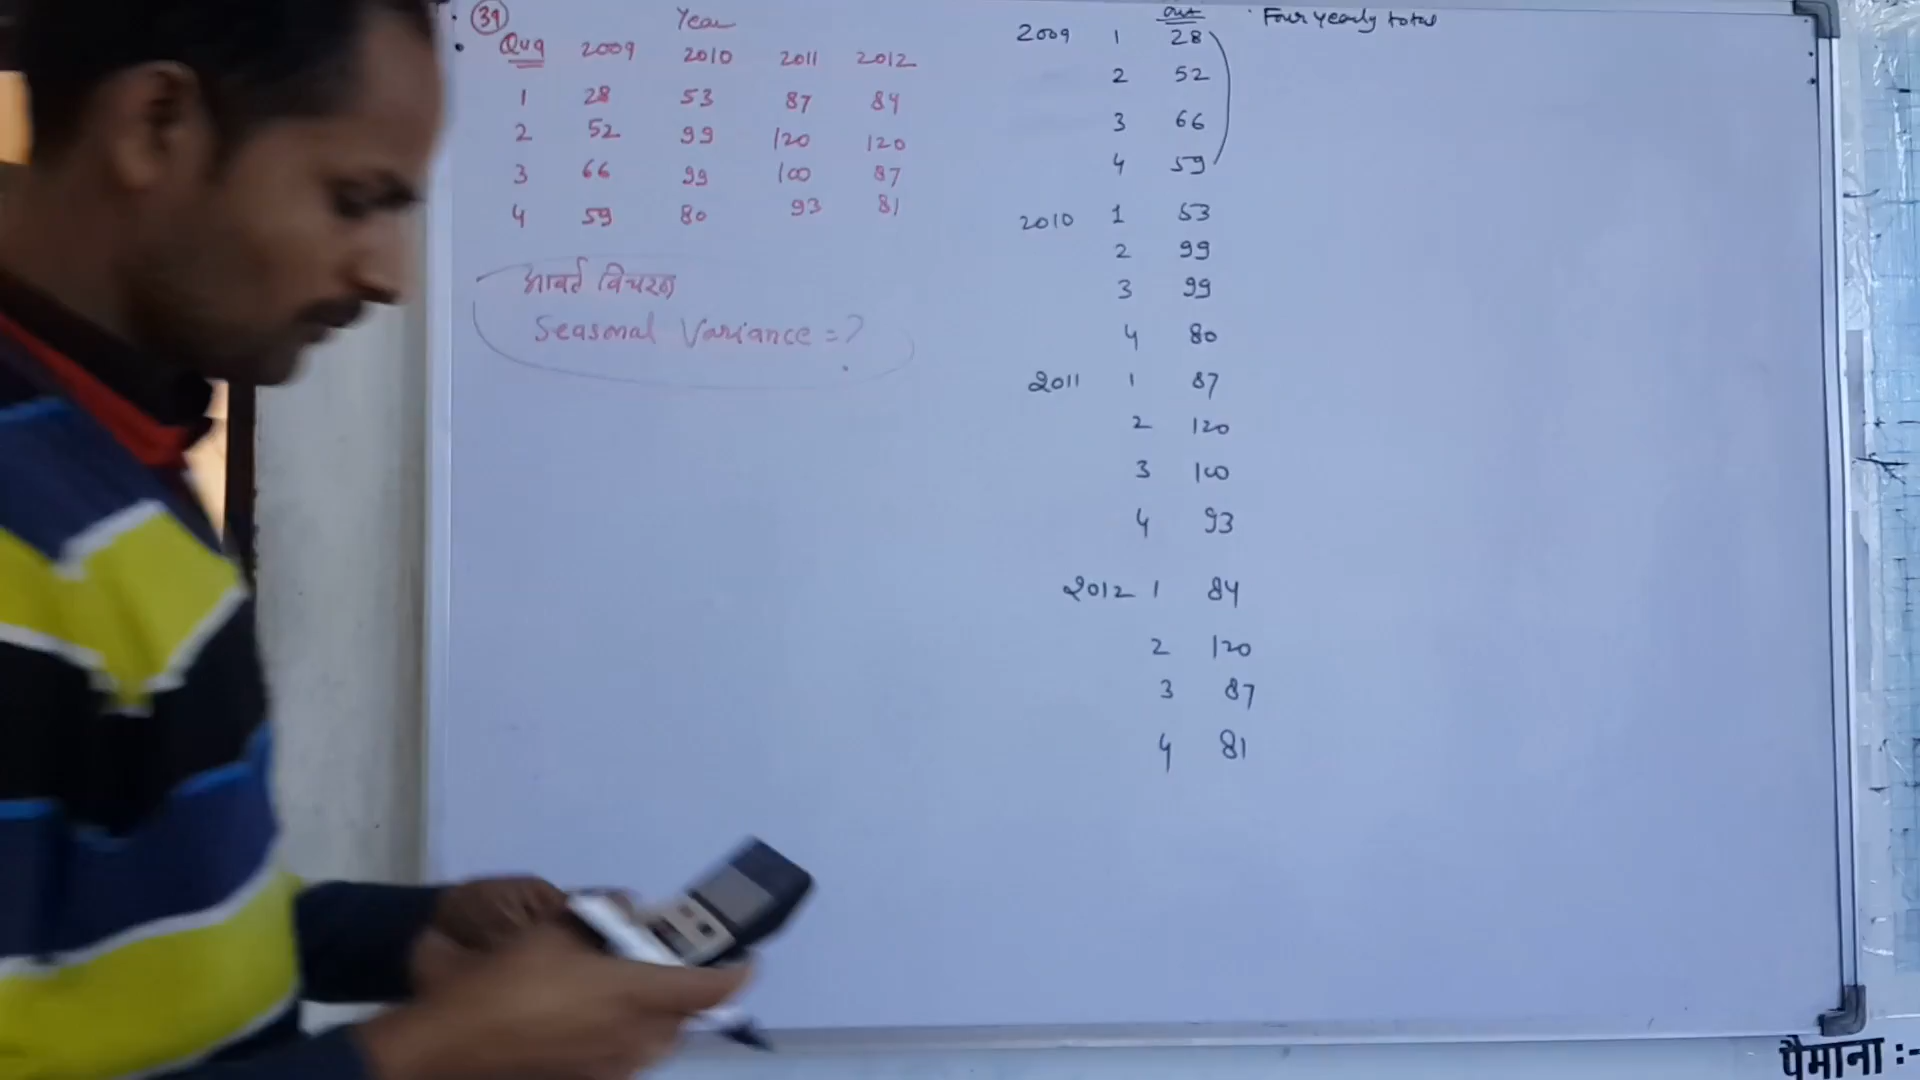 39 Year
Qua 2009 2010 2011 2012
1 28 53 87 84
2 52 99 120 120
3 66 99 100 87
4 59 80 93 81
आवर्त विचरण
Seasonal Variance = ?
out Four yearly total
2009 1 28
2 52
3 66
4 59
2010 1 53
2 99
3 99
4 80
2011 1 87
2 120
3 100
4 93
2012 1 84
2 120
3 87
4 81
पैमाना :-